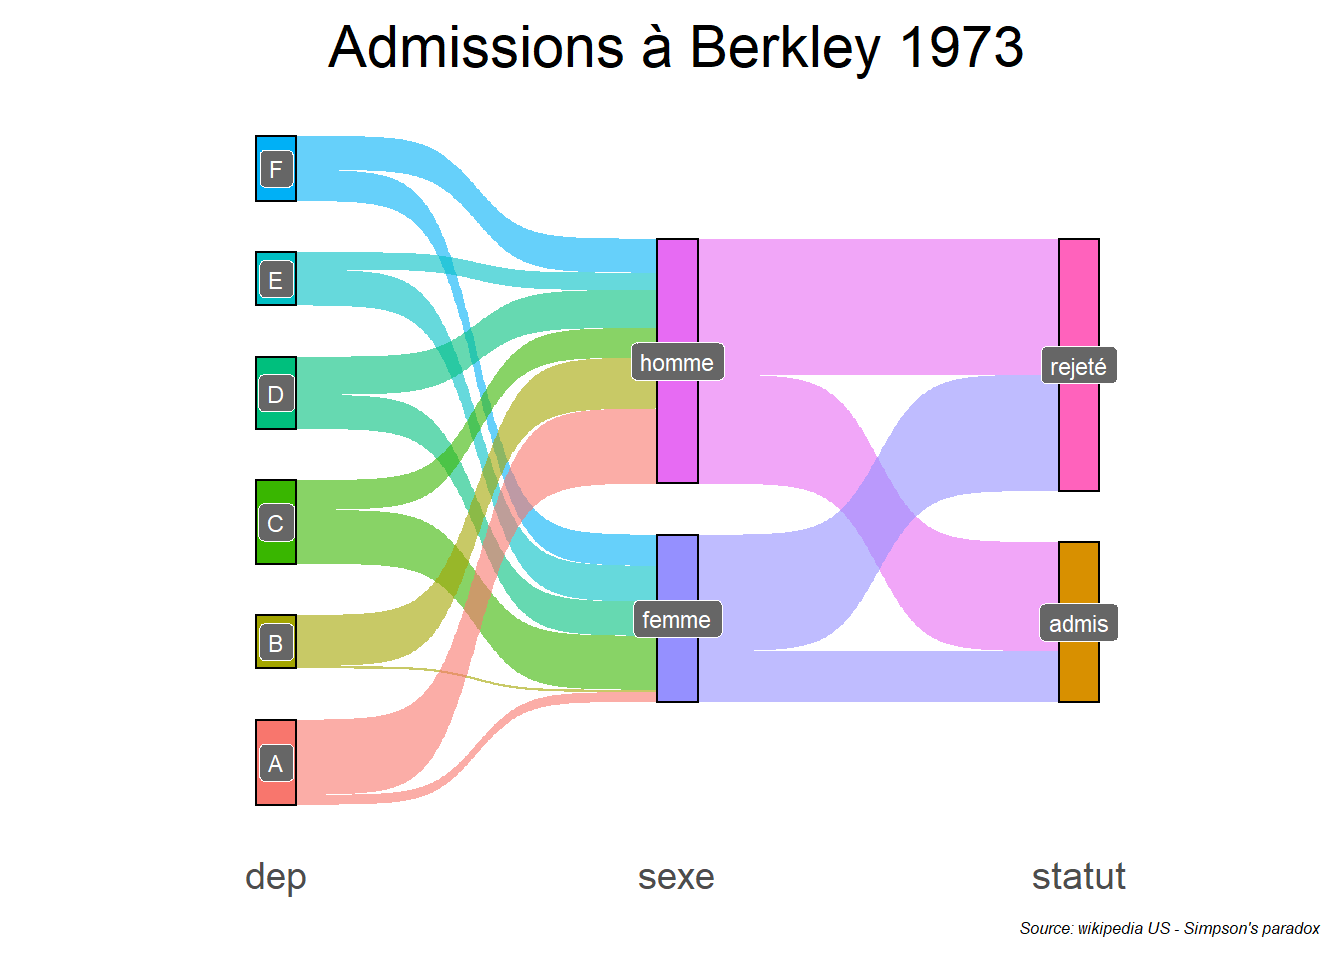 Admissions à Berkley 1973
F
E
D
C
B
A
homme
femme
rejeté
admis
dep
sexe
statut
Source: wikipedia US - Simpson's paradox